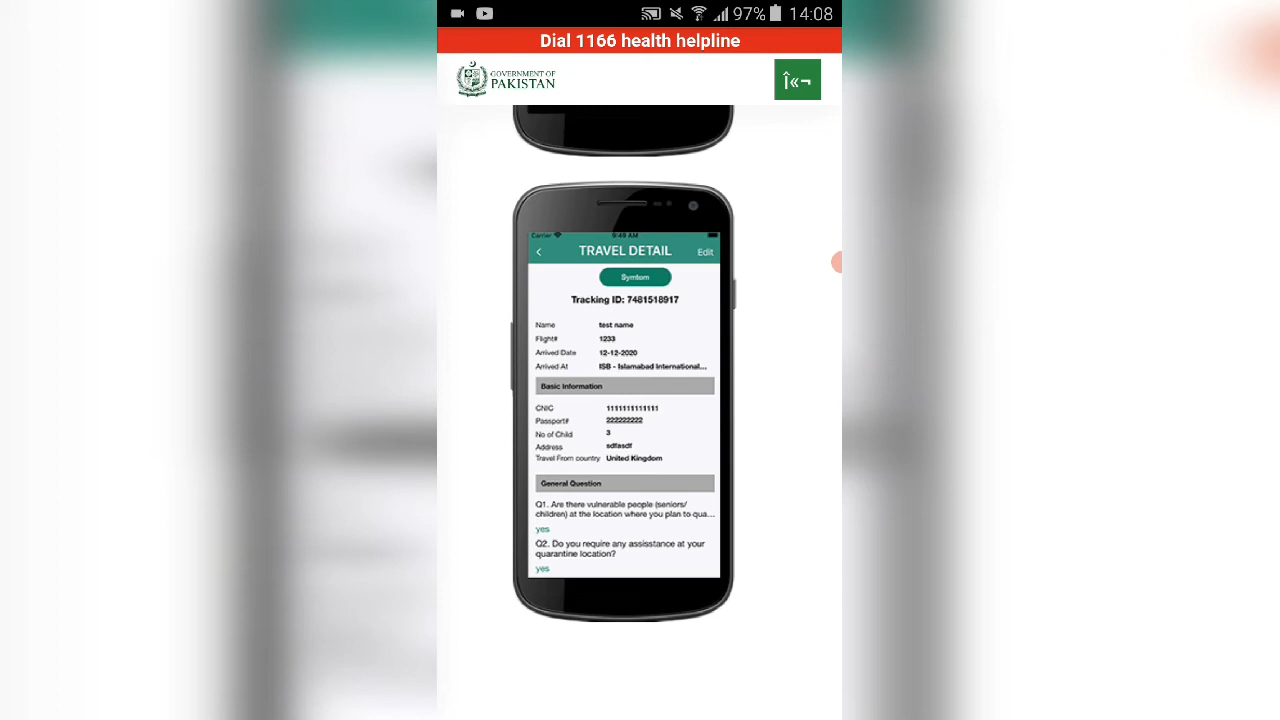 97% 14:08
Dial 1166 health helpline
GOVERNMENT OF
PAKISTAN
Î«¬
Carrier 9:49 AM
TRAVEL DETAIL Edit
Symtom
Tracking ID: 7481518917
Name test name
Flight# 1233
Arrived Date 12-12-2020
Arrived At ISB - Islamabad International...
Basic Information
CNIC 1111111111111
Passport# 222222222
No of Child 3
Address sdfasdf
Travel From country United Kingdom
General Question
Q1. Are there vulnerable people (seniors/
children) at the location where you plan to qua...
yes
Q2. Do you require any assisstance at your
quarantine location?
yes